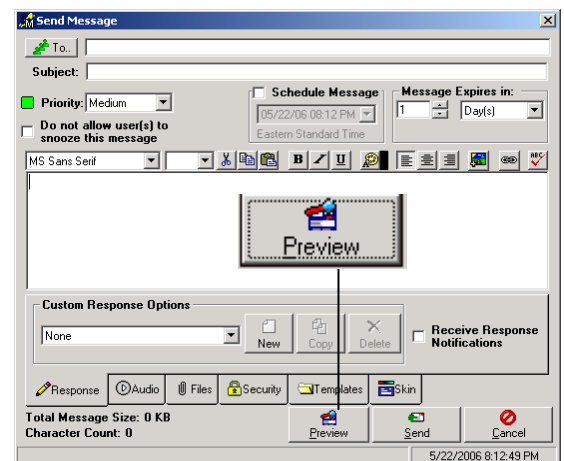 Send Message
To..
Subject:
Priority: Medium
Do not allow user(s) to
snooze this message
Schedule Message
05/22/06 08:12 PM
Eastern Standard Time
Message Expires in:
1 Day(s)
MS Sans Serif
B I U
ABC
Preview
Custom Response Options
None
New Copy Delete
Receive Response
Notifications
Response Audio Files Security Templates Skin
Total Message Size: 0 KB
Character Count: 0
Preview Send Cancel
5/22/2006 8:12:49 PM